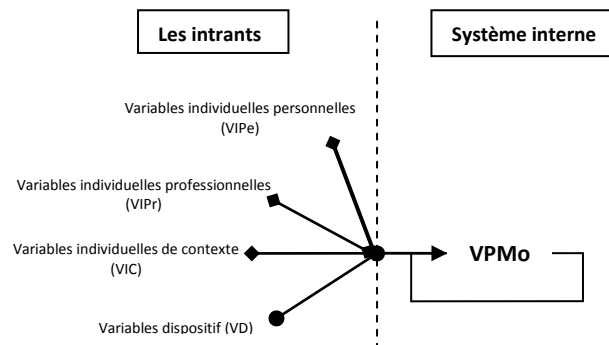 Les intrants
Système interne
Variables individuelles personnelles
(VIPe)
Variables individuelles professionnelles
(VIPr)
Variables individuelles de contexte
(VIC)
VPMo
Variables dispositif (VD)